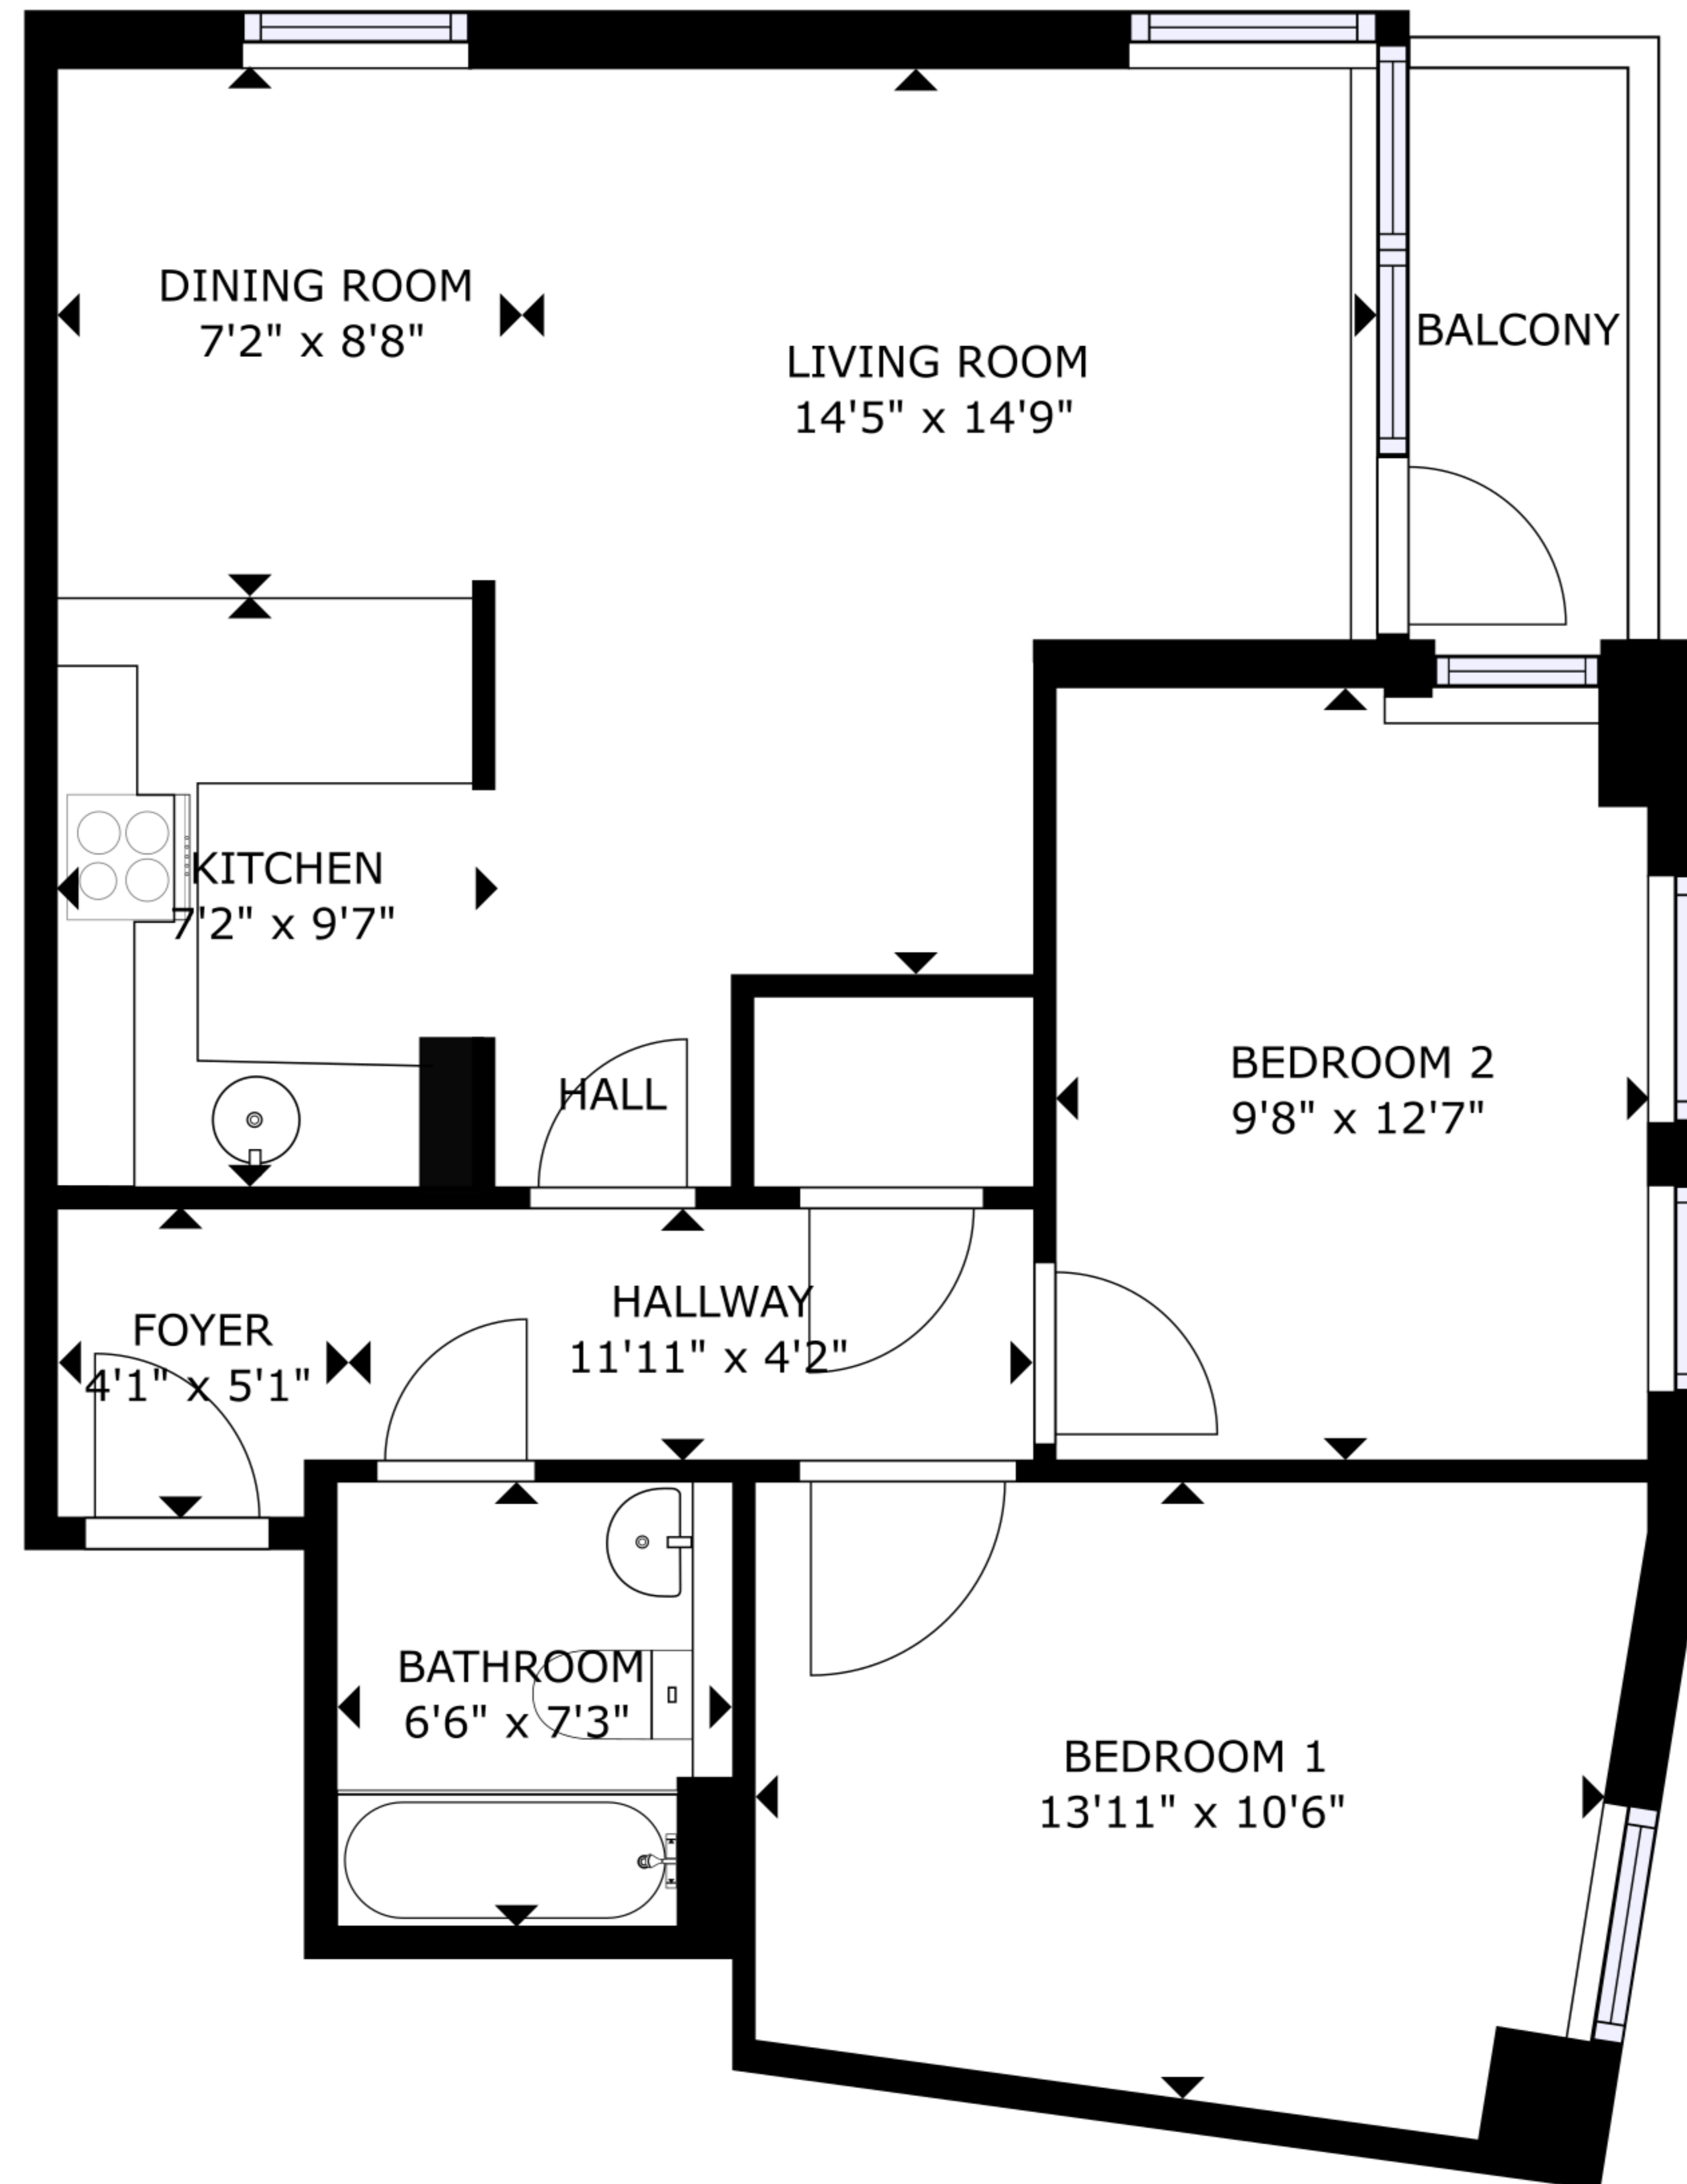 DINING ROOM
7'2" x 8'8"
LIVING ROOM
14'5" x 14'9"
BALCONY
KITCHEN
7'2" x 9'7"
HALL
BEDROOM 2
9'8" x 12'7"
FOYER
4'1" x 5'1"
HALLWAY
11'11" x 4'2"
BATHROOM
6'6" x 7'3"
BEDROOM 1
13'11" x 10'6"